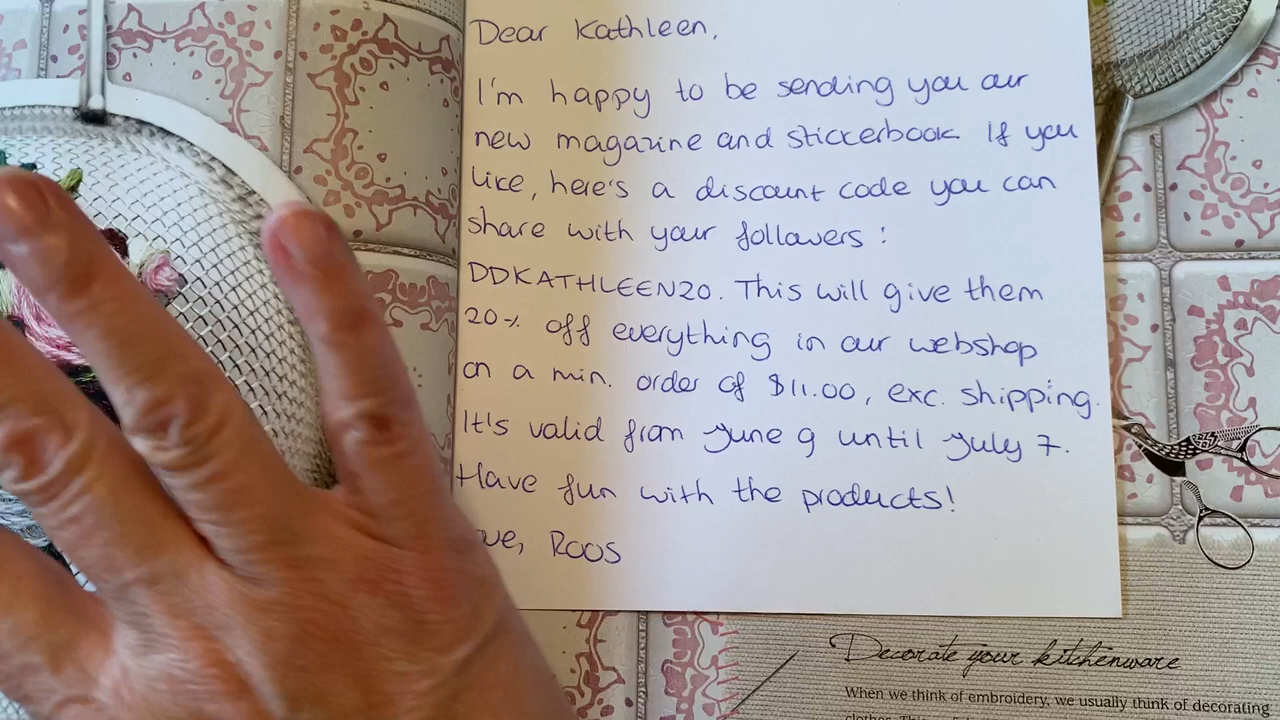 Dear Kathleen,
I'm happy to be sending you our
new magazine and stickerbook. If you
like, here's a discount code you can
share with your followers:
DDKATHLEEN20. This will give them
20% off everything in our webshop
on a min. order of $11.00, exc. shipping.
It's valid from June 9 until July 7.
Have fun with the products!
ve, ROOS
Decorate your kitchenware
When we think of embroidery, we usually think of decorating